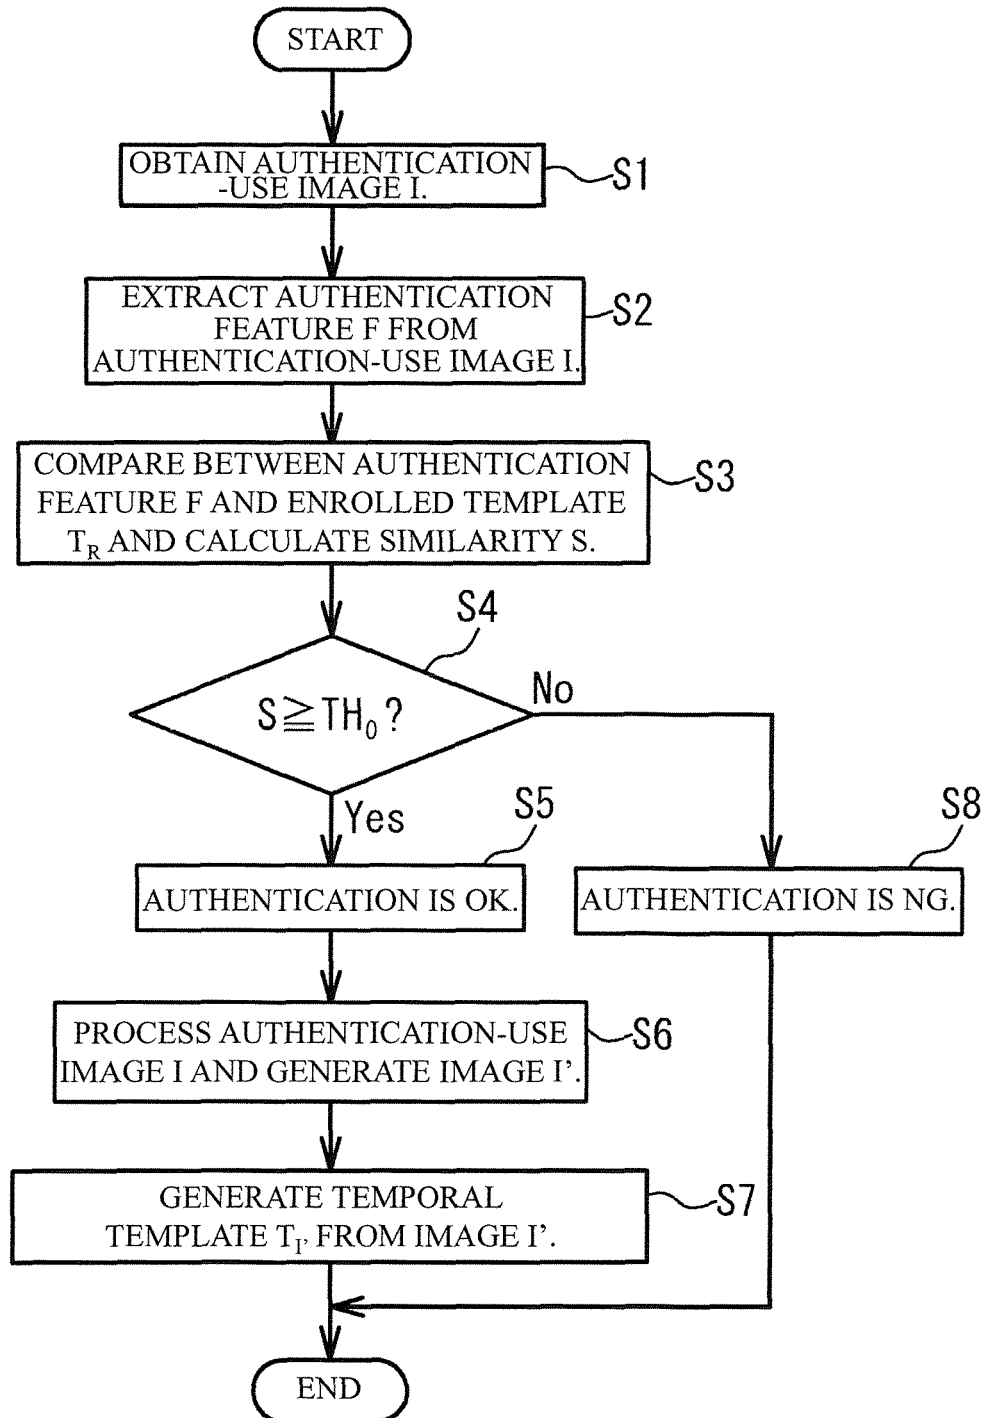 START
OBTAIN AUTHENTICATION
-USE IMAGE I.
S1
EXTRACT AUTHENTICATION
FEATURE F FROM
AUTHENTICATION-USE IMAGE I.
S2
COMPARE BETWEEN AUTHENTICATION
FEATURE F AND ENROLLED TEMPLATE
T_R AND CALCULATE SIMILARITY S.
S3
S4
S≧TH₀?
No
Yes
S5
S8
AUTHENTICATION IS OK.
AUTHENTICATION IS NG.
PROCESS AUTHENTICATION-USE
IMAGE I AND GENERATE IMAGE I’.
S6
GENERATE TEMPORAL
TEMPLATE T_I’ FROM IMAGE I’.
S7
END